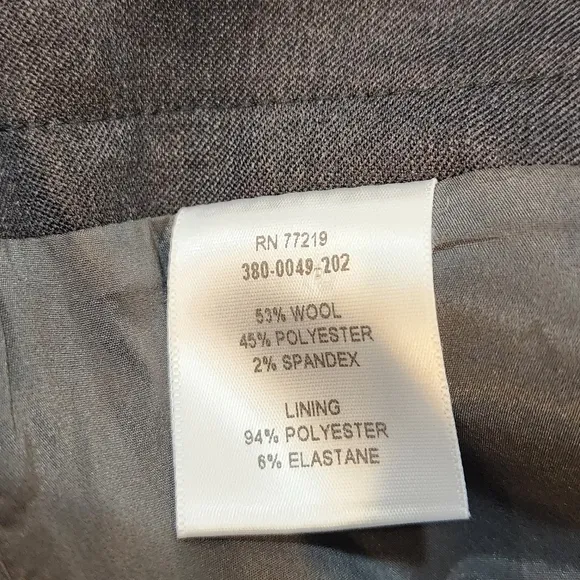 RN 77219
380-0049-202
53% WOOL
45% POLYESTER
2% SPANDEX
LINING
94% POLYESTER
6% ELASTANE